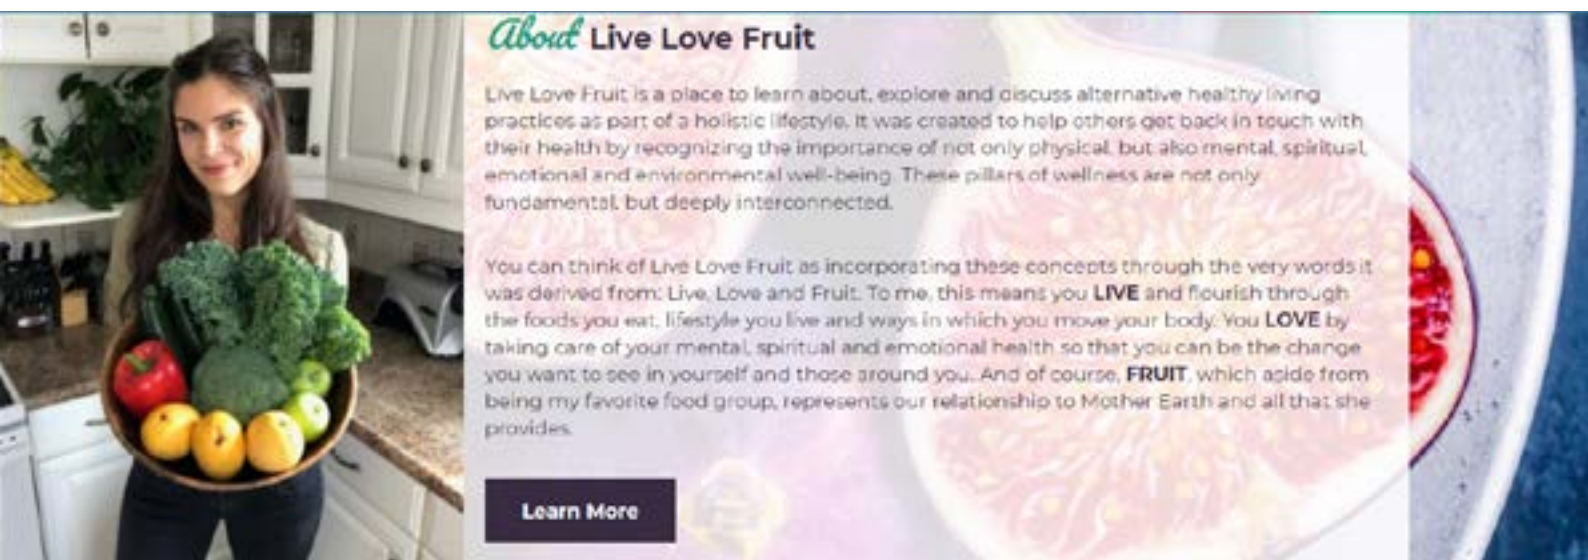 About Live Love Fruit
Live Love Fruit is a place to learn about, explore and discuss alternative healthy living
practices as part of a holistic lifestyle. It was created to help others get back in touch with
their health by recognizing the importance of not only physical, but also mental, spiritual,
emotional and environmental well-being. These pillars of wellness are not only
fundamental, but deeply interconnected.
You can think of Live Love Fruit as incorporating these concepts through the very words it
was derived from: Live, Love and Fruit. To me, this means you LIVE and flourish through
the foods you eat, lifestyle you live and ways in which you move your body. You LOVE by
taking care of your mental, spiritual and emotional health so that you can be the change
you want to see in yourself and those around you. And of course, FRUIT, which aside from
being my favorite food group, represents our relationship to Mother Earth and all that she
provides.
Learn More